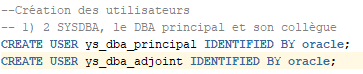 --Création des utilisateurs
-- 1) 2 SYSDBA, le DBA principal et son collègue
CREATE USER ys_dba_principal IDENTIFIED BY oracle;
CREATE USER ys_dba_adjoint IDENTIFIED BY oracle;